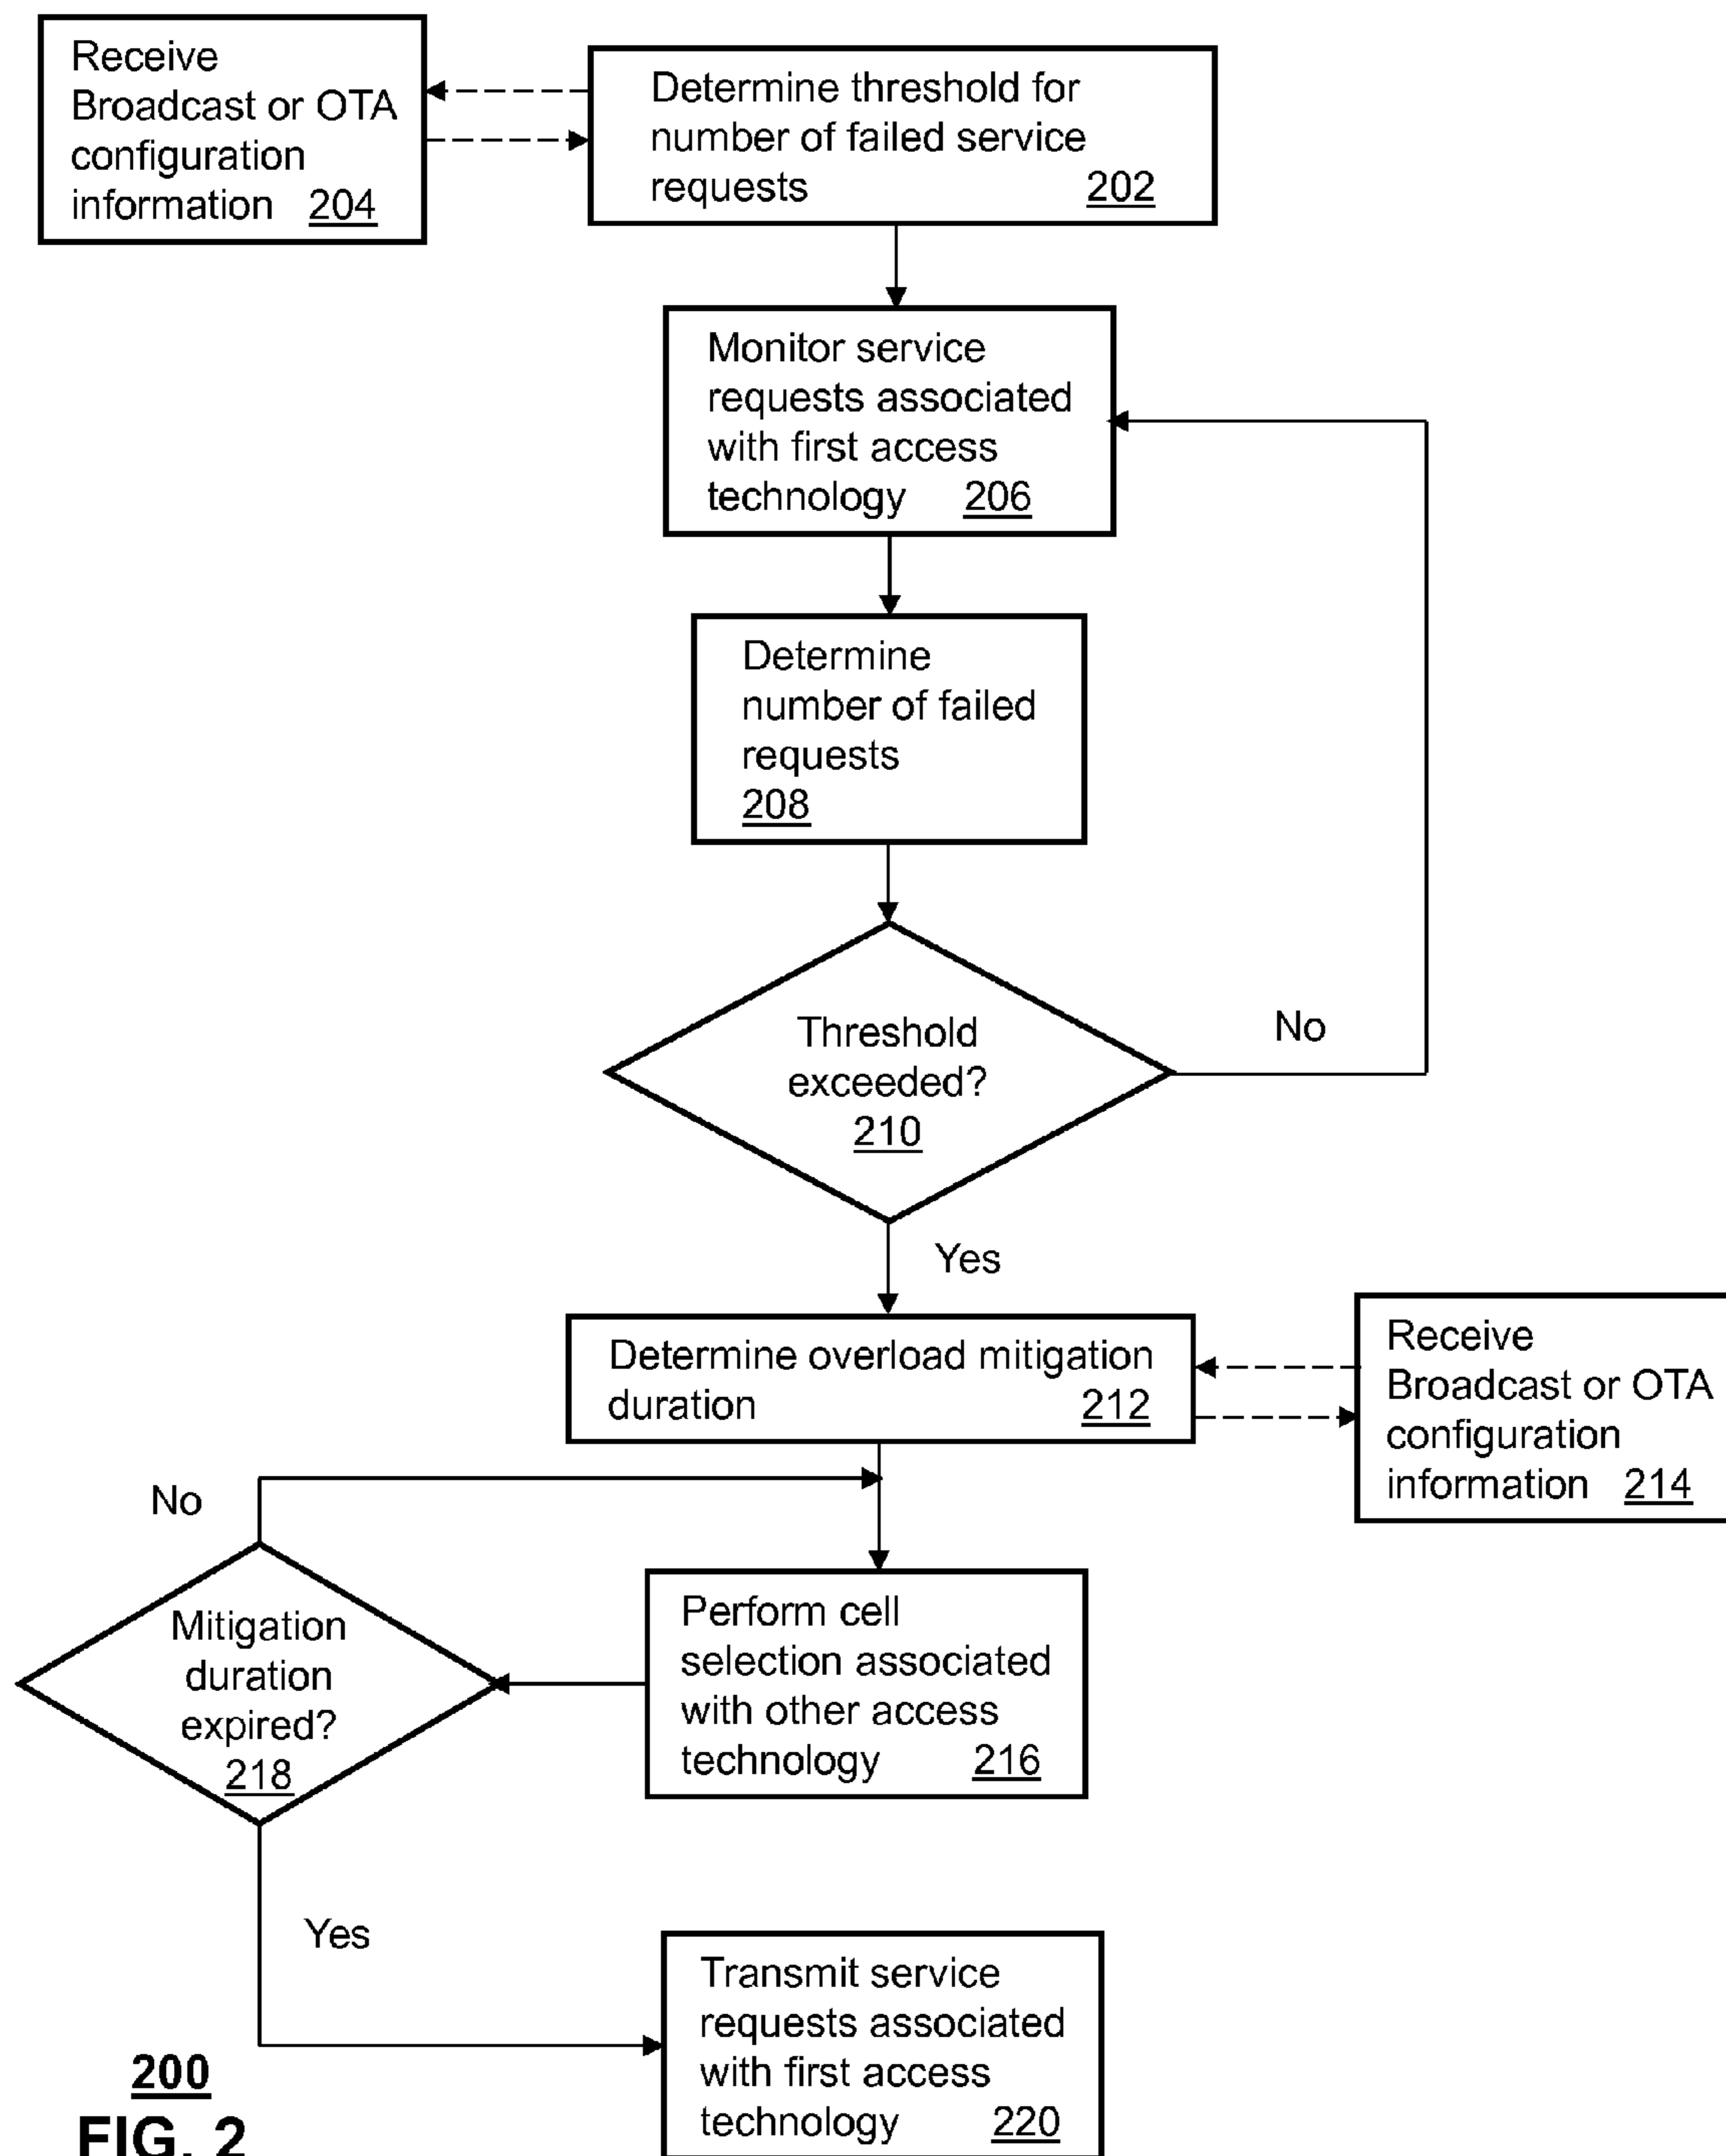 Receive
Broadcast or OTA
configuration
information 204
Determine threshold for
number of failed service
requests 202
Monitor service
requests associated
with first access
technology 206
Determine
number of failed
requests
208
Threshold
exceeded?
210
No
Yes
Determine overload mitigation
duration 212
Receive
Broadcast or OTA
configuration
information 214
No
Mitigation
duration
expired?
218
Perform cell
selection associated
with other access
technology 216
Yes
Transmit service
requests associated
with first access
technology 220
200
FIG. 2